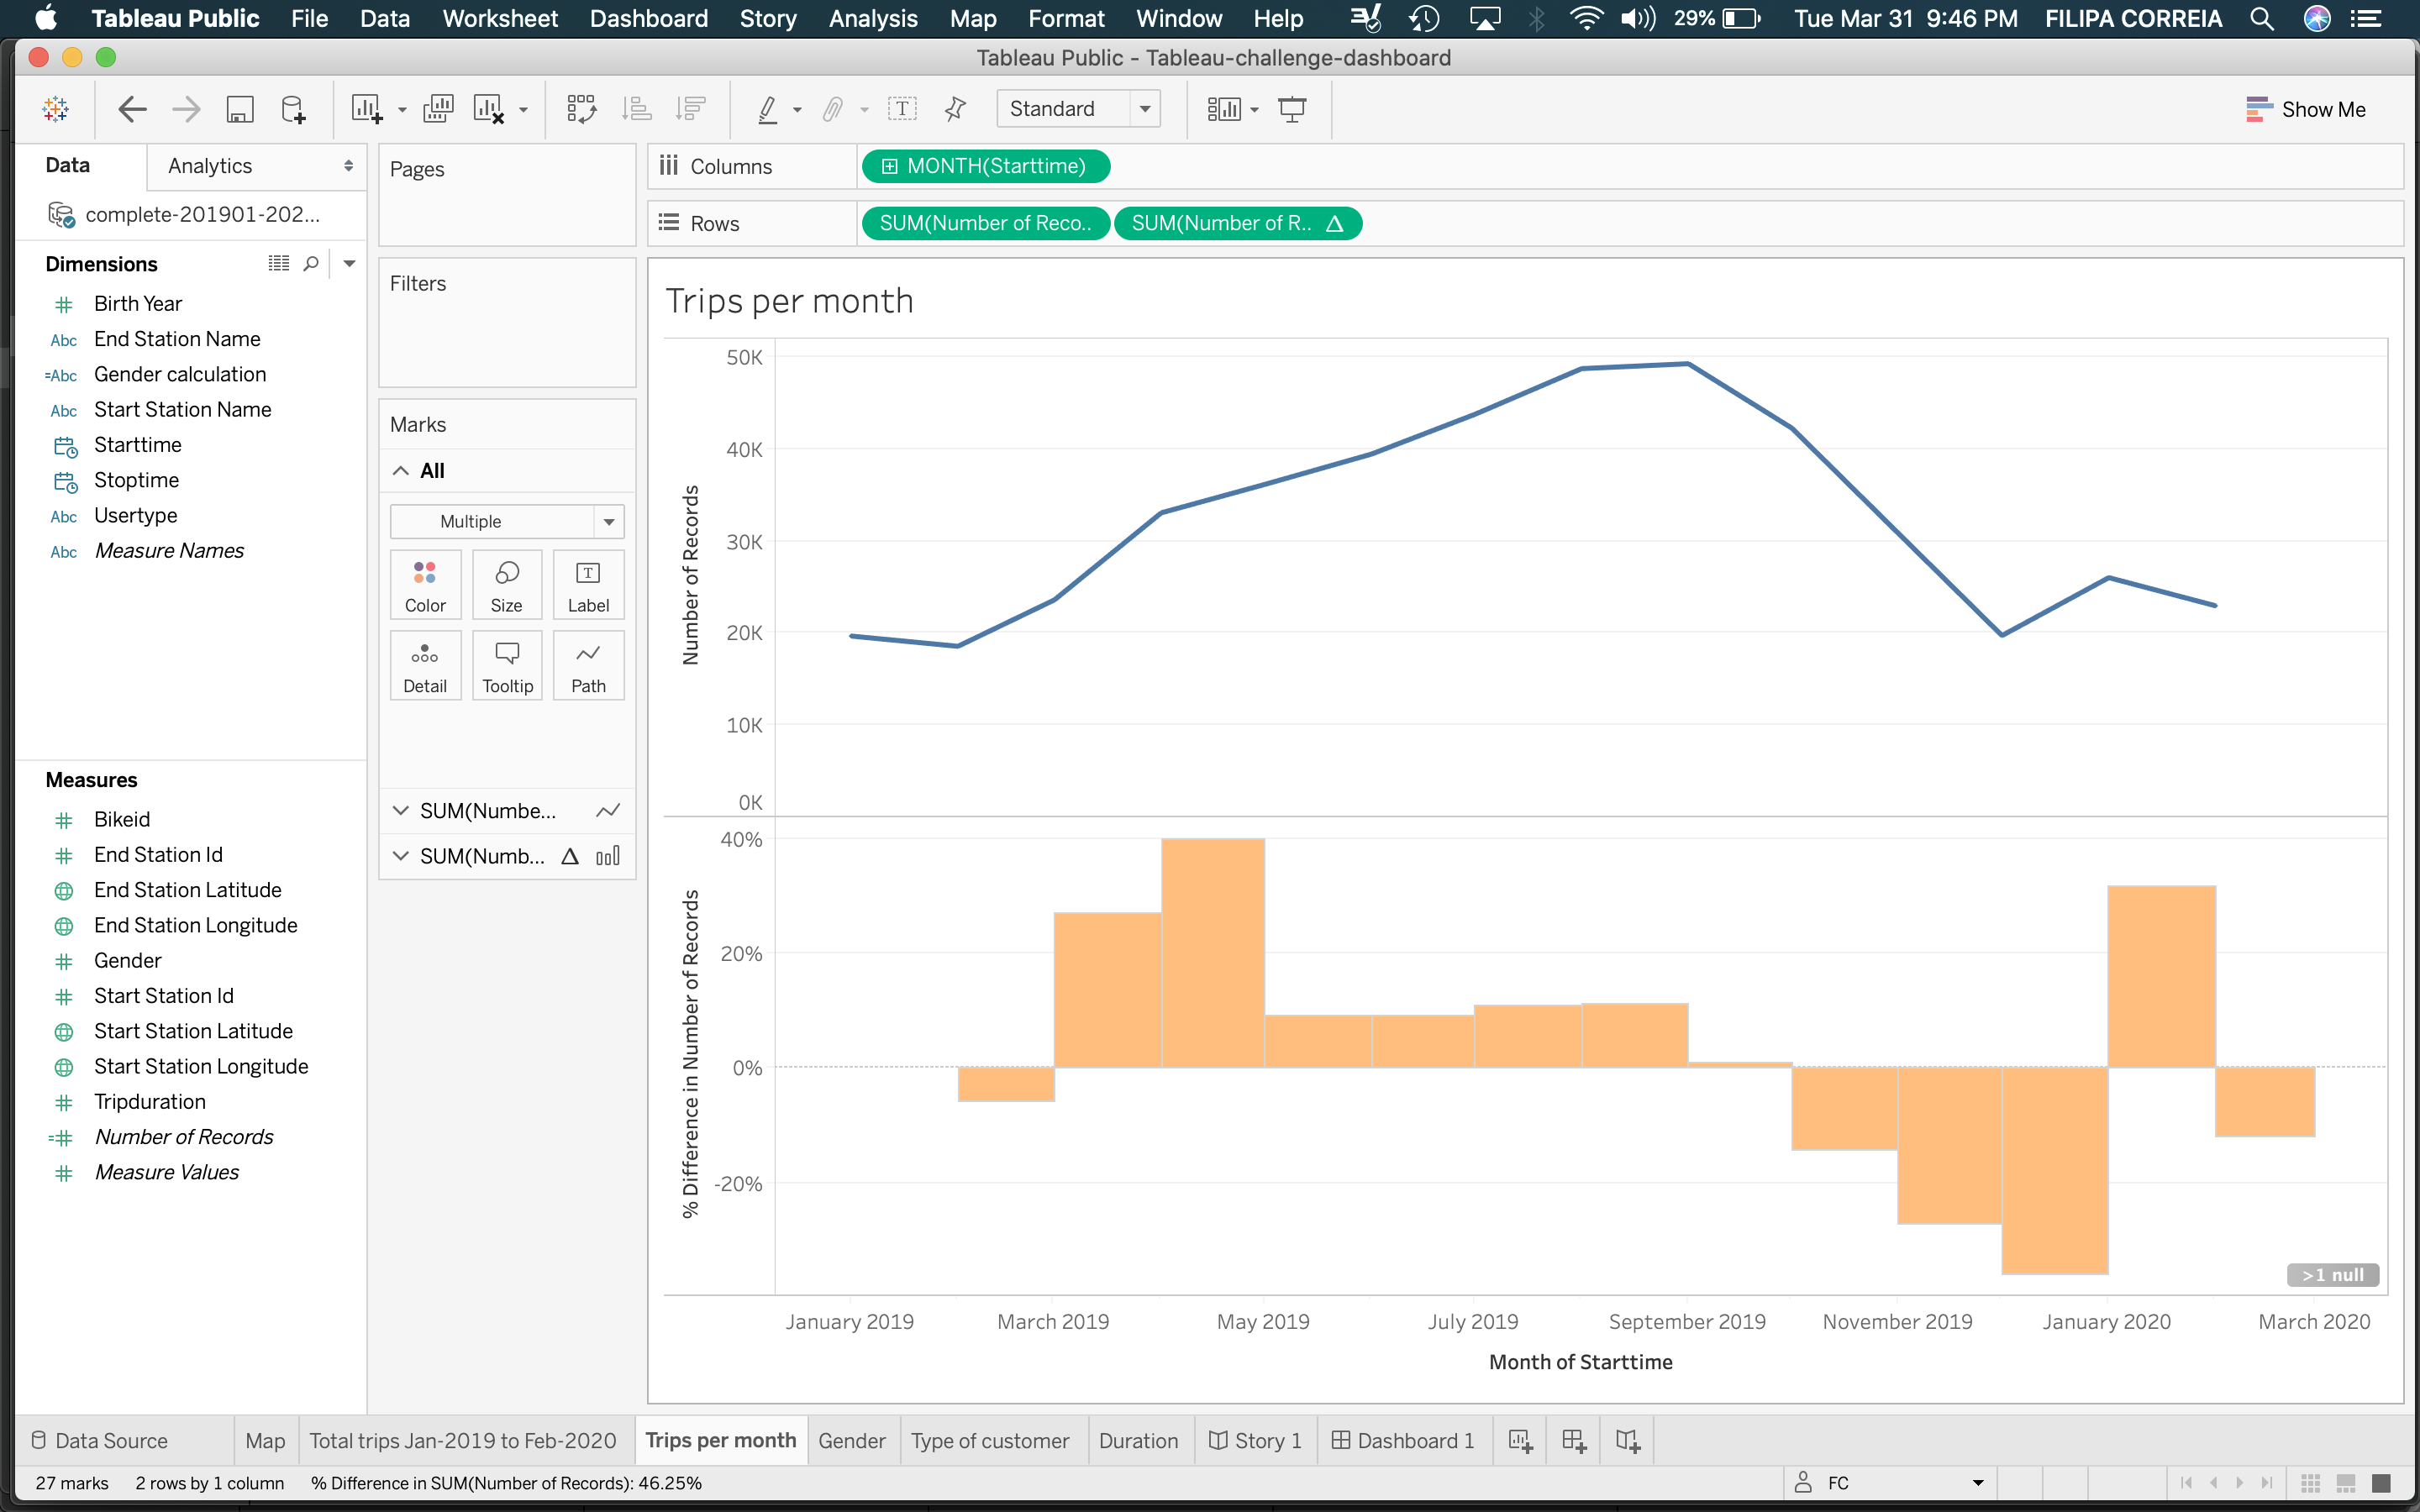 Tableau Public File Data Worksheet Dashboard Story Analysis Map Format Window Help 29% Tue Mar 31 9:46 PM FILIPA CORREIA
Tableau Public - Tableau-challenge-dashboard
Standard
Show Me
Data Analytics
complete-201901-202...
Dimensions
Birth Year
Abc End Station Name
=Abc Gender calculation
Abc Start Station Name
Starttime
Stoptime
Abc Usertype
Abc Measure Names
Measures
Bikeid
End Station Id
End Station Latitude
End Station Longitude
Gender
Start Station Id
Start Station Latitude
Start Station Longitude
Tripduration
Number of Records
Measure Values
Pages
Filters
Marks
All
Multiple
Color Size Label
Detail Tooltip Path
SUM(Numbe...
SUM(Numb... Δ
Columns MONTH(Starttime)
Rows SUM(Number of Reco.. SUM(Number of R.. Δ
Trips per month
Number of Records
50K
40K
30K
20K
10K
0K
% Difference in Number of Records
40%
20%
0%
-20%
>1 null
January 2019 March 2019 May 2019 July 2019 September 2019 November 2019 January 2020 March 2020
Month of Starttime
Data Source Map Total trips Jan-2019 to Feb-2020 Trips per month Gender Type of customer Duration Story 1 Dashboard 1
27 marks 2 rows by 1 column % Difference in SUM(Number of Records): 46.25% FC